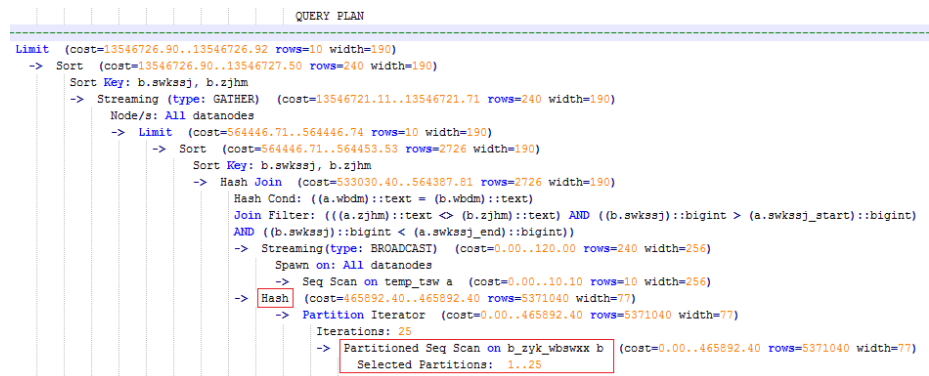 QUERY PLAN
Limit (cost=13546726.90..13546726.92 rows=10 width=190)
-> Sort (cost=13546726.90..13546727.50 rows=240 width=190)
Sort Key: b.swkssj, b.zjhm
-> Streaming (type: GATHER) (cost=13546721.11..13546721.71 rows=240 width=190)
Node/s: All datanodes
-> Limit (cost=564446.71..564446.74 rows=10 width=190)
-> Sort (cost=564446.71..564453.53 rows=2726 width=190)
Sort Key: b.swkssj, b.zjhm
-> Hash Join (cost=533030.40..564387.81 rows=2726 width=190)
Hash Cond: ((a.wbdm)::text = (b.wbdm)::text)
Join Filter: (((a.zjhm)::text <> (b.zjhm)::text) AND ((b.swkssj)::bigint > (a.swkssj_start)::bigint)
AND ((b.swkssj)::bigint < (a.swkssj_end)::bigint))
-> Streaming(type: BROADCAST) (cost=0.00..120.00 rows=240 width=256)
Spawn on: All datanodes
-> Seq Scan on temp_tsw a (cost=0.00..10.10 rows=10 width=256)
-> Hash (cost=465892.40..465892.40 rows=5371040 width=77)
-> Partition Iterator (cost=0.00..465892.40 rows=5371040 width=77)
Iterations: 25
-> Partitioned Seq Scan on b_zyk_wbswxx b (cost=0.00..465892.40 rows=5371040 width=77)
Selected Partitions: 1..25